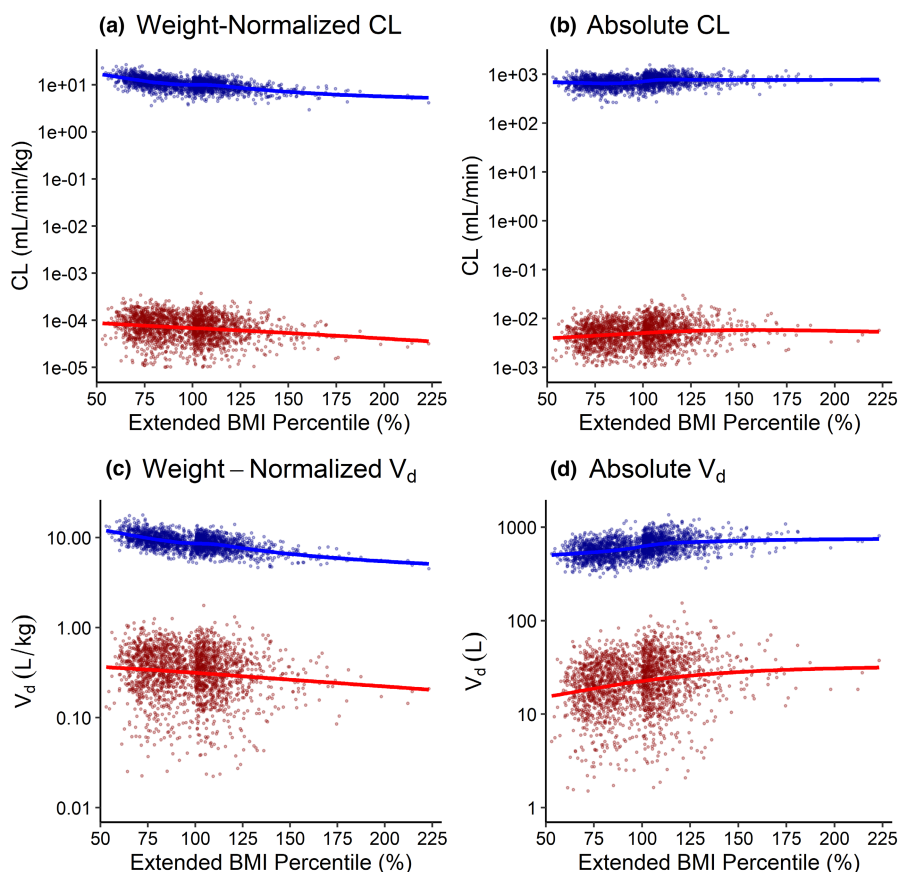 (a) Weight-Normalized CL
CL (mL/min/kg)
1e+01
1e+00
1e-01
1e-02
1e-03
1e-04
1e-05
50 75 100 125 150 175 200 225
Extended BMI Percentile (%)
(b) Absolute CL
CL (mL/min)
1e+03
1e+02
1e+01
1e+00
1e-01
1e-02
1e-03
50 75 100 125 150 175 200 225
Extended BMI Percentile (%)
(c) Weight – Normalized Vd
Vd (L/kg)
10.00
1.00
0.10
0.01
50 75 100 125 150 175 200 225
Extended BMI Percentile (%)
(d) Absolute Vd
Vd (L)
1000
100
10
1
50 75 100 125 150 175 200 225
Extended BMI Percentile (%)